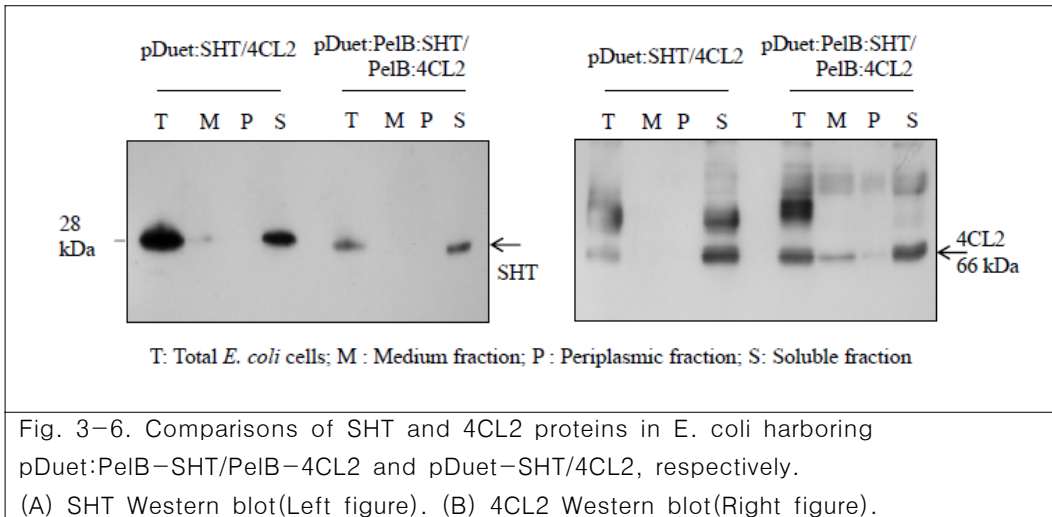 pDuet:SHT/4CL2
pDuet:PelB:SHT/
PelB:4CL2
T M P S T M P S
28
kDa
SHT
pDuet:SHT/4CL2
pDuet:PelB:SHT/
PelB:4CL2
T M P S T M P S
4CL2
66 kDa
T: Total E. coli cells; M : Medium fraction; P : Periplasmic fraction; S: Soluble fraction
Fig. 3-6. Comparisons of SHT and 4CL2 proteins in E. coli harboring
pDuet:PelB-SHT/PelB-4CL2 and pDuet-SHT/4CL2, respectively.
(A) SHT Western blot(Left figure). (B) 4CL2 Western blot(Right figure).